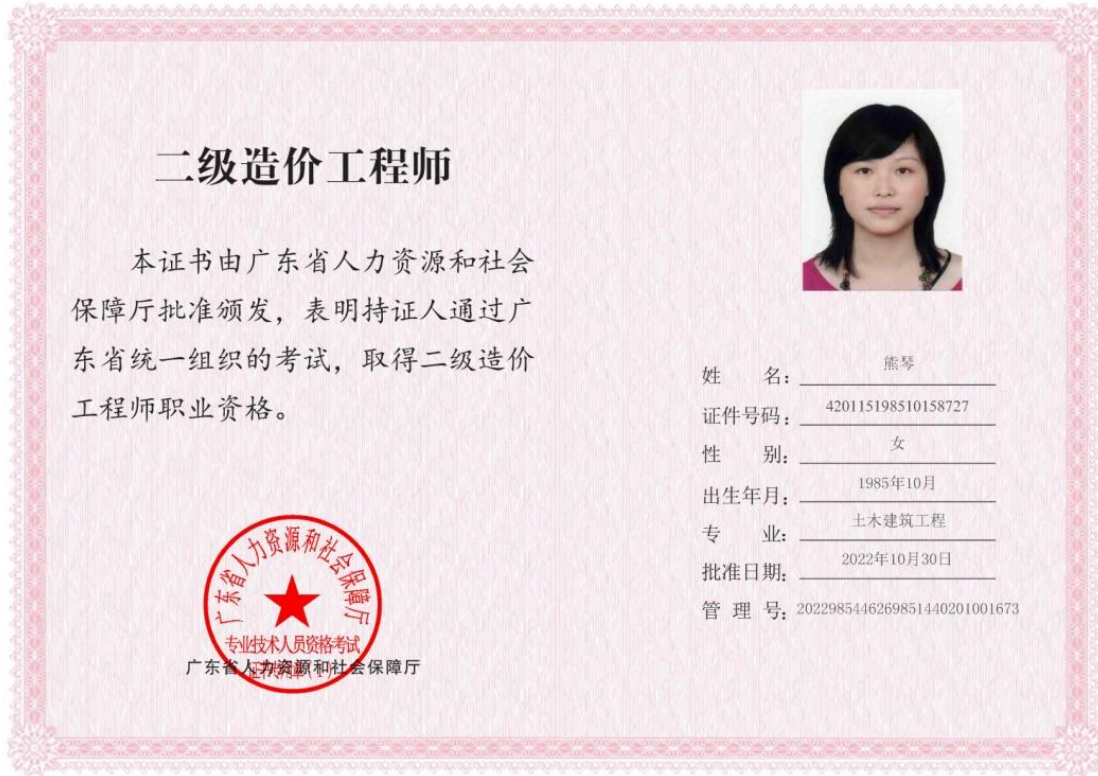 二级造价工程师
本证书由广东省人力资源和社会
保障厅批准颁发，表明持证人通过广
东省统一组织的考试，取得二级造价
工程师职业资格。
广东省人力资源和社会保障厅
专业技术人员资格考试
广东省人力资源和社会保障厅
姓名：熊琴
证件号码：420115198510158727
性别：女
出生年月：1985年10月
专业：土木建筑工程
批准日期：2022年10月30日
管理号：2022985446269851440201001673